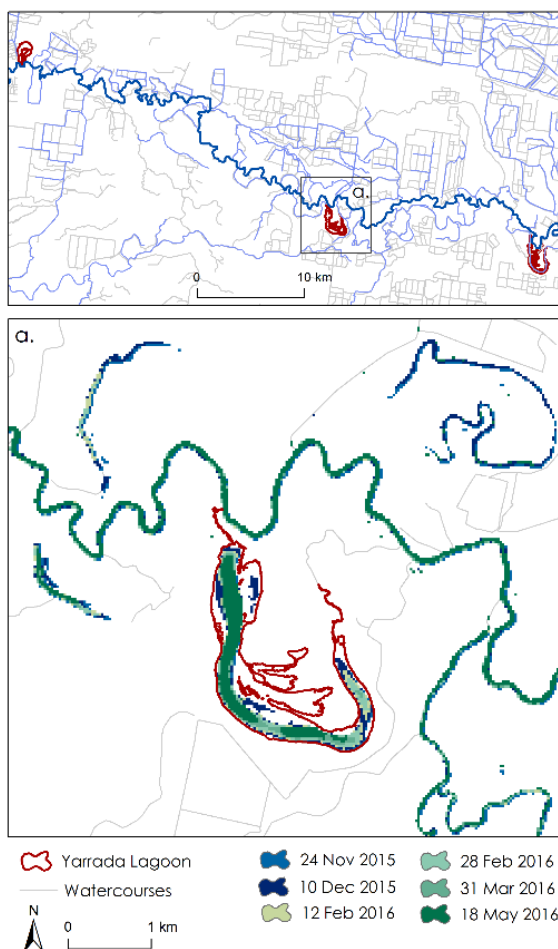 a.
0 10 km
a.
Yarrada Lagoon
Watercourses
N
0 1 km
24 Nov 2015
10 Dec 2015
12 Feb 2016
28 Feb 2016
31 Mar 2016
18 May 2016